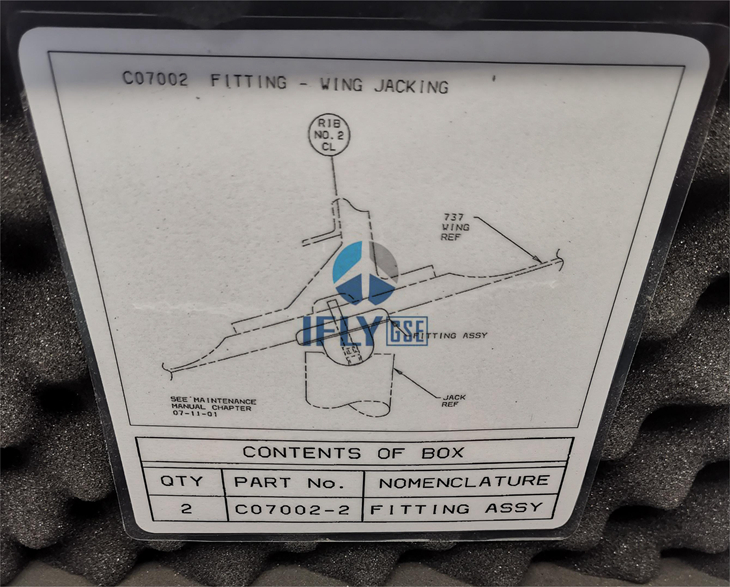 C07002 FITTING - WING JACKING
RIB
NO.2
CL
737
WING
REF
IFLY GSE
FITTING ASSY
JACK
REF
SEE MAINTENANCE
MANUAL CHAPTER
07-11-01
CONTENTS OF BOX
QTY PART No. NOMENCLATURE
2 C07002-2 FITTING ASSY